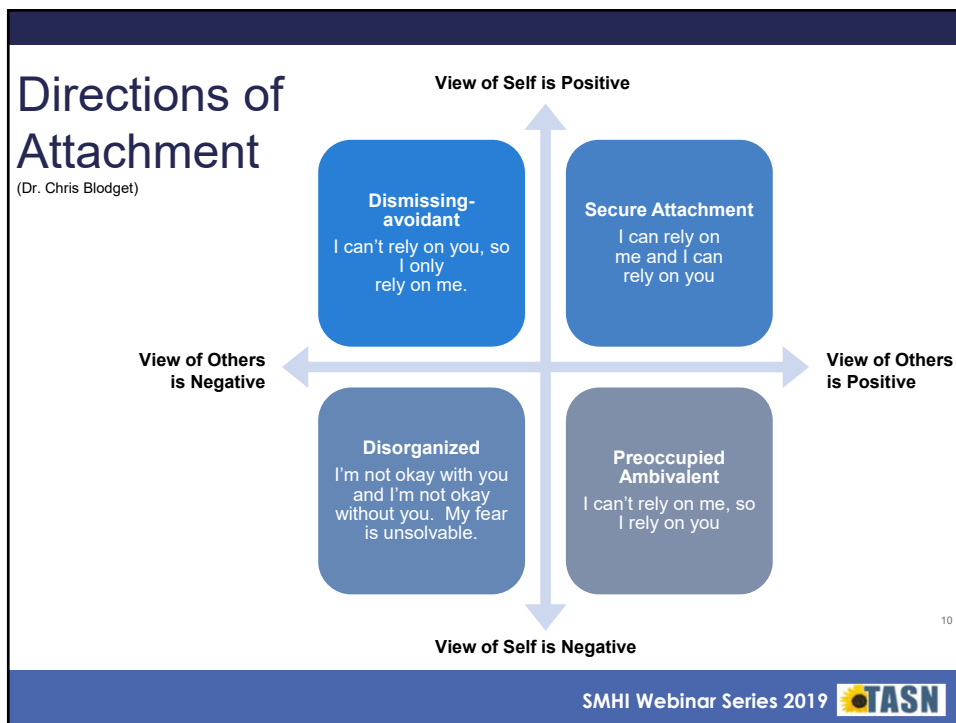 Directions of
Attachment
(Dr. Chris Blodget)
View of Self is Positive
Dismissing-
avoidant
I can’t rely on you, so
I only
rely on me.
Secure Attachment
I can rely on
me and I can
rely on you
View of Others
is Negative
View of Others
is Positive
Disorganized
I’m not okay with you
and I’m not okay
without you.  My fear
is unsolvable.
Preoccupied
Ambivalent
I can’t rely on me, so
I rely on you
View of Self is Negative
10
SMHI Webinar Series 2019
TASN